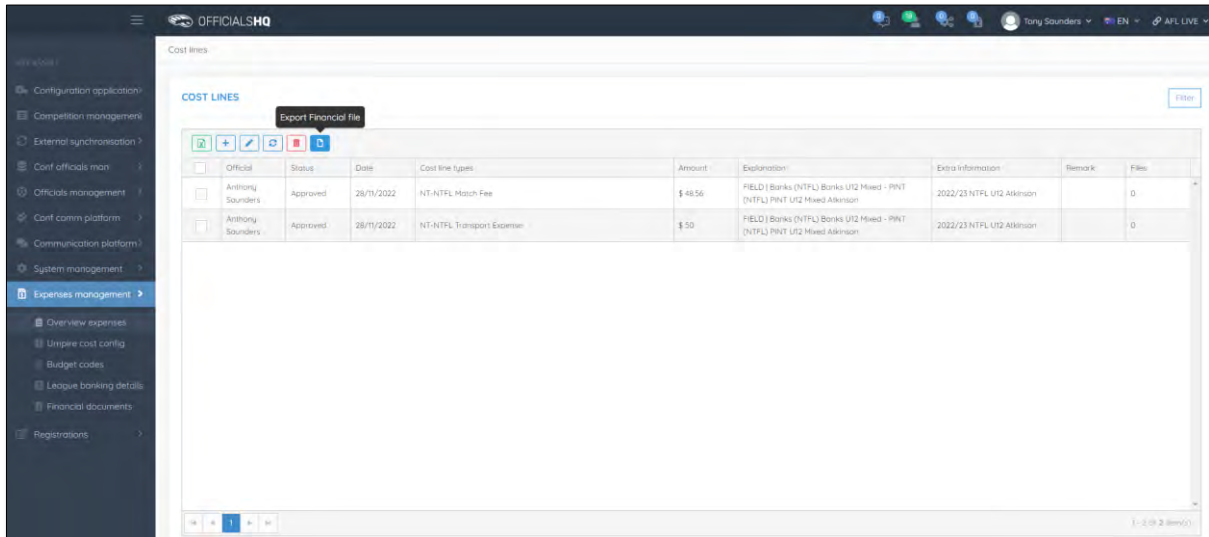 OFFICIALSHQ
Tony Saunders
EN
AFL LIVE
Cost lines
Configuration application
Competition management
External synchronisation
Conf officials man
Officials management
Conf comm platform
Communication platform
System management
Expenses management
Overview expenses
Umpire cost config
Budget codes
League banking details
Financial documents
Registrations
COST LINES
Filter
Export Financial file
Official Status Date Cost line types Amount Explanation Extra information Remark Files
Anthony Saunders Approved 28/11/2022 NT-NTFL Match Fee $ 48.56 FIELD | Banks (NTFL) Banks U12 Mixed - PINT 2022/23 NTFL U12 Atkinson 0
(NTFL) PINT U12 Mixed Atkinson
Anthony Saunders Approved 28/11/2022 NT-NTFL Transport Expenses $ 50 FIELD | Banks (NTFL) Banks U12 Mixed - PINT 2022/23 NTFL U12 Atkinson 0
(NTFL) PINT U12 Mixed Atkinson
1
1 - 2 of 2 item(s)